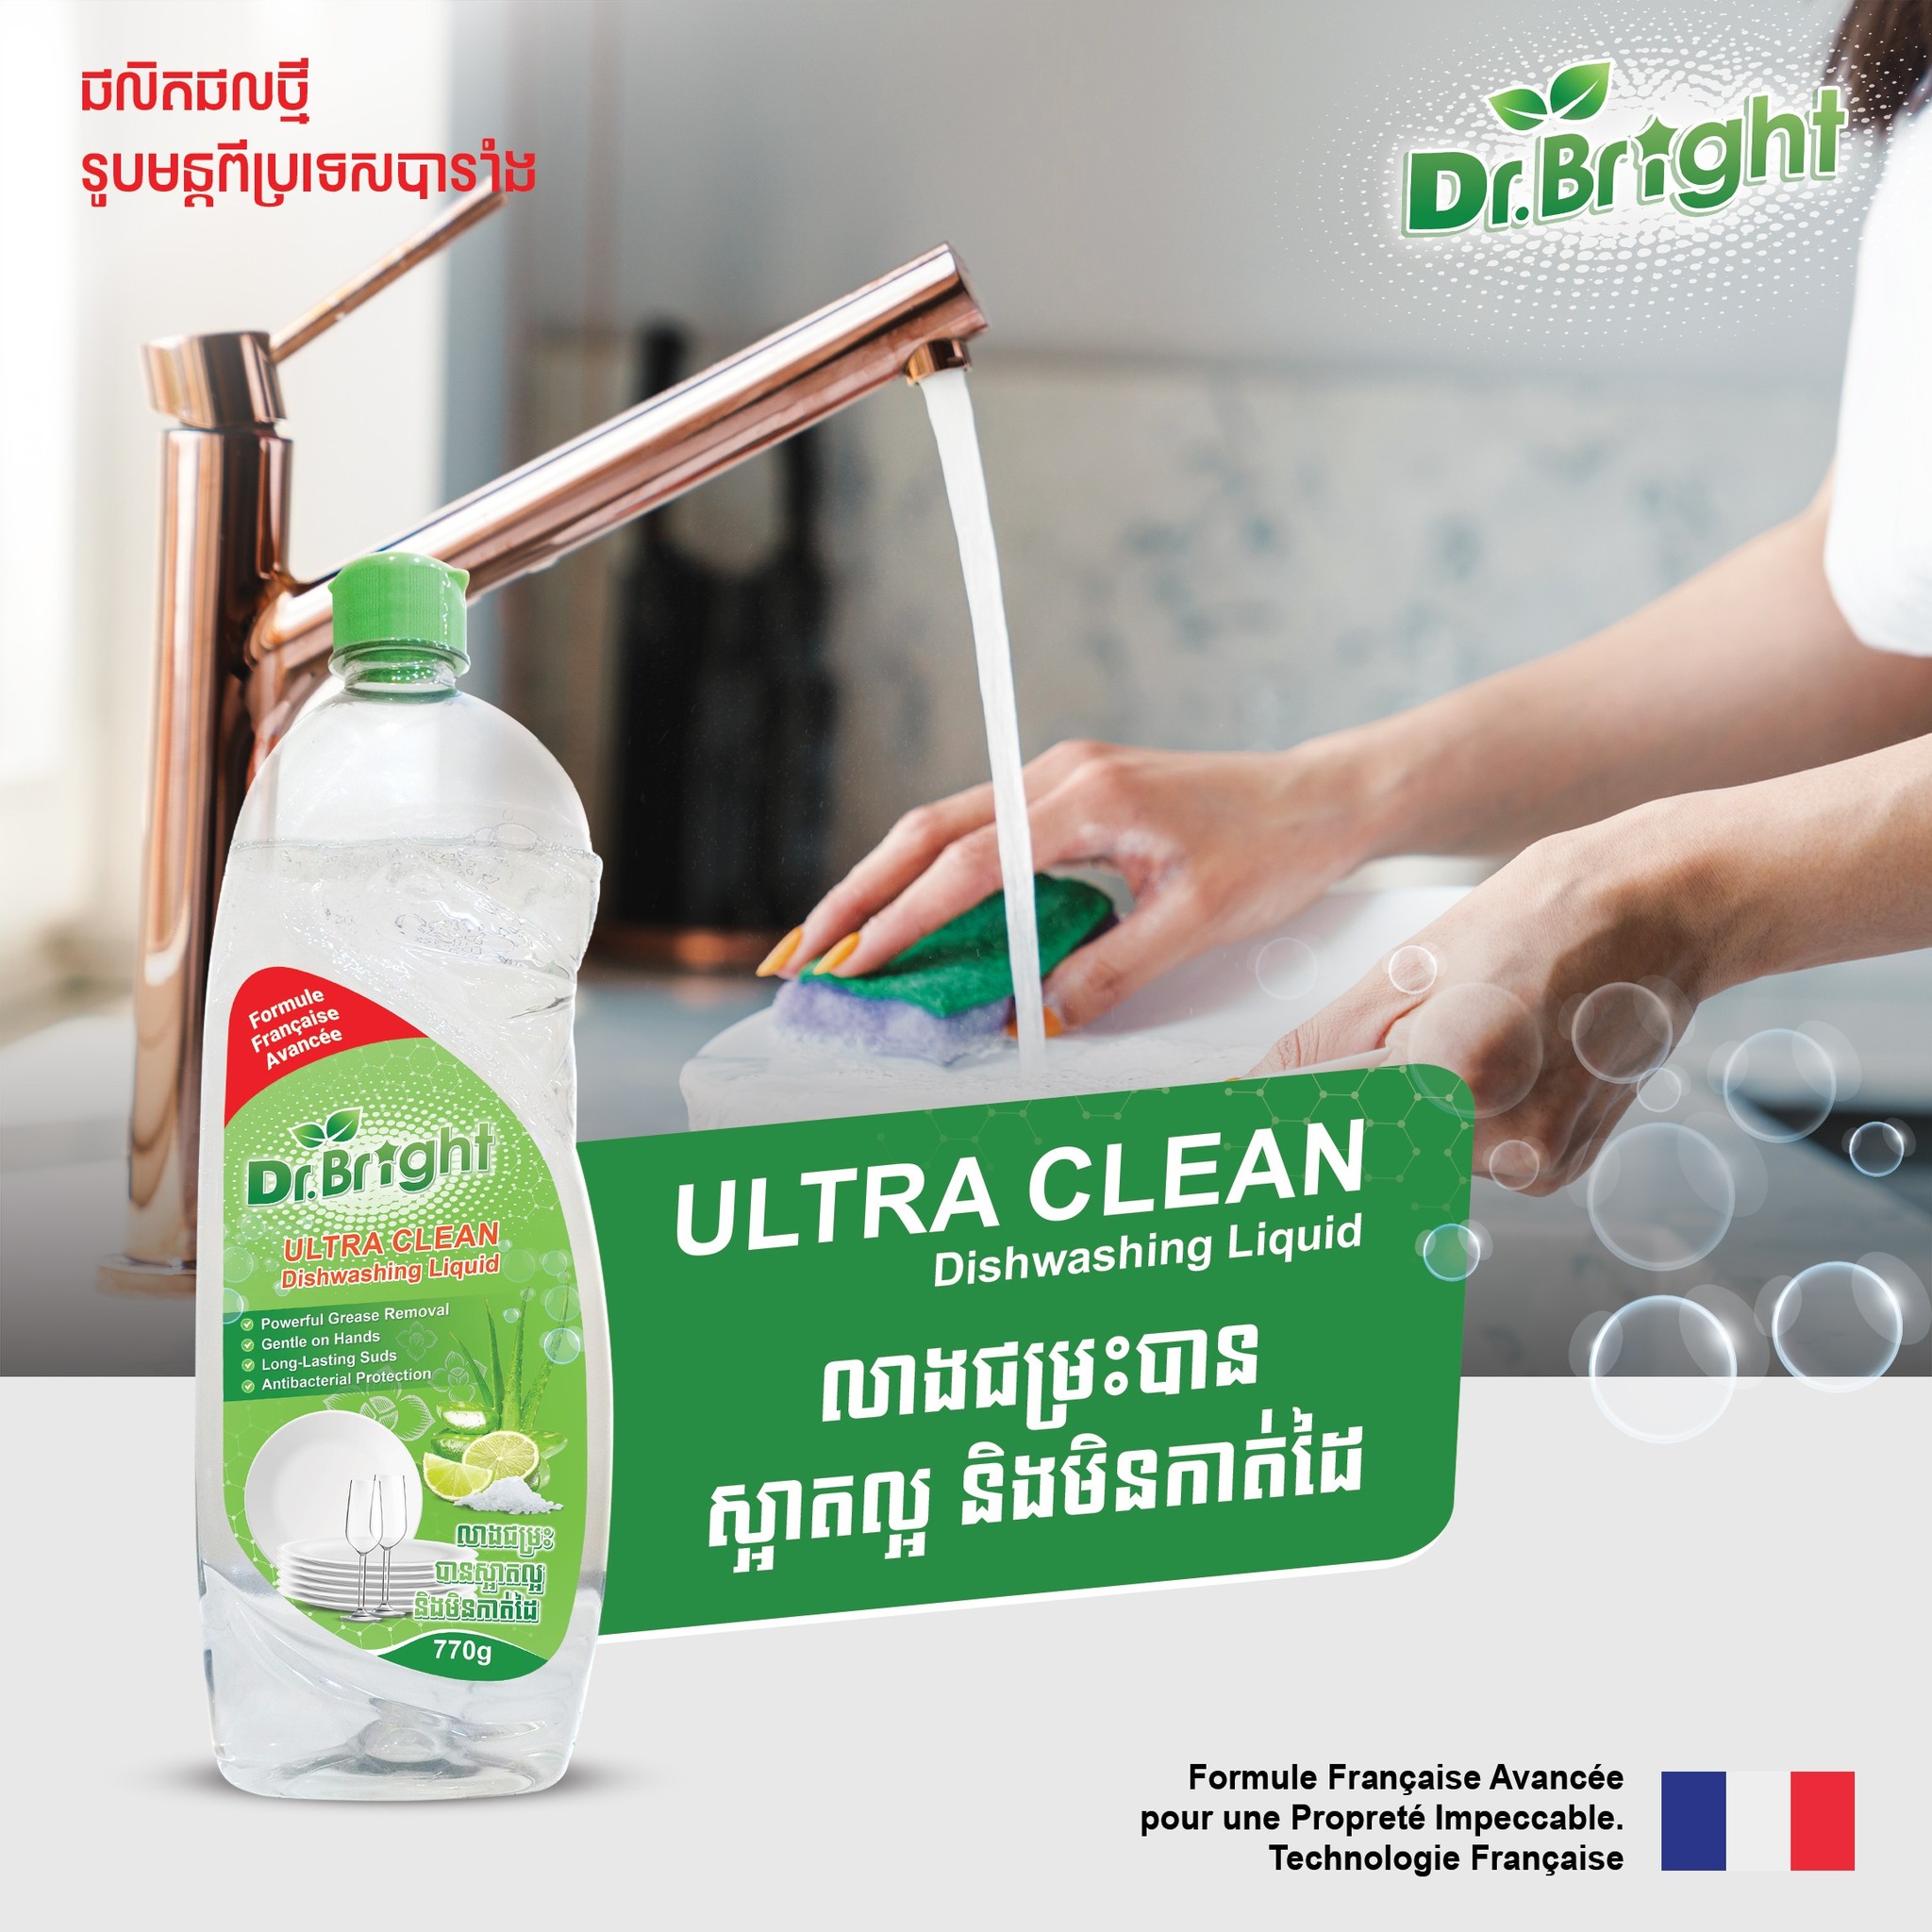 ផលិតផលថ្មី
រូបមន្តពីប្រទេសបារាំង
Dr.Bright
Formule
Française
Avancée
Dr.Bright
ULTRA CLEAN
Dishwashing Liquid
Powerful Grease Removal
Gentle on Hands
Long-Lasting Suds
Antibacterial Protection
លាងជម្រះ
បានស្អាតល្អ
និងមិនកាត់ដៃ
770g
ULTRA CLEAN
Dishwashing Liquid
លាងជម្រះបាន
ស្អាតល្អ និងមិនកាត់ដៃ
Formule Française Avancée
pour une Propreté Impeccable.
Technologie Française